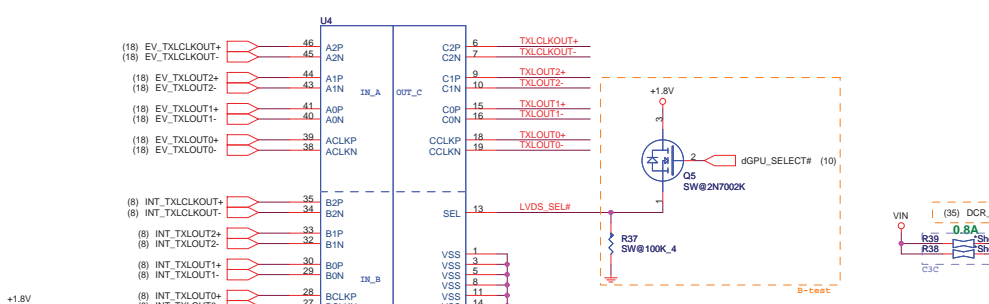 U4
(18) EV_TXLCLKOUT+ 46 A2P C2P 6 TXLCLKOUT+
(18) EV_TXLCLKOUT- 45 A2N C2N 7 TXLCLKOUT-
(18) EV_TXLOUT2+ 44 A1P C1P 9 TXLOUT2+
(18) EV_TXLOUT2- 43 A1N C1N 10 TXLOUT2-
IN_A OUT_C
+1.8V
(18) EV_TXLOUT1+ 41 A0P C0P 15 TXLOUT1+
(18) EV_TXLOUT1- 40 A0N C0N 16 TXLOUT1-
3
(18) EV_TXLOUT0+ 39 ACLKP CCLKP 18 TXLOUT0+
(18) EV_TXLOUT0- 38 ACLKN CCLKN 19 TXLOUT0-
2 dGPU_SELECT# (10)
Q5
SW@2N7002K
1
(8) INT_TXLCLKOUT+ 35 B2P
(8) INT_TXLCLKOUT- 34 B2N SEL 13 LVDS_SEL#
VIN (35) DCR_
(8) INT_TXLOUT2+ 33 B1P
(8) INT_TXLOUT2- 32 B1N
R37
SW@100K_4
0.8A
R39 *Sh
R38 Sh
C3C
VSS 1
VSS 3
(8) INT_TXLOUT1+ 30 B0P VSS 5
(8) INT_TXLOUT1- 29 B0N VSS 8
IN_B
B-test
(8) INT_TXLOUT0+ 28 BCLKP VSS 11
+1.8V
(8) INT_TXLOUT0- 27 VSS 14